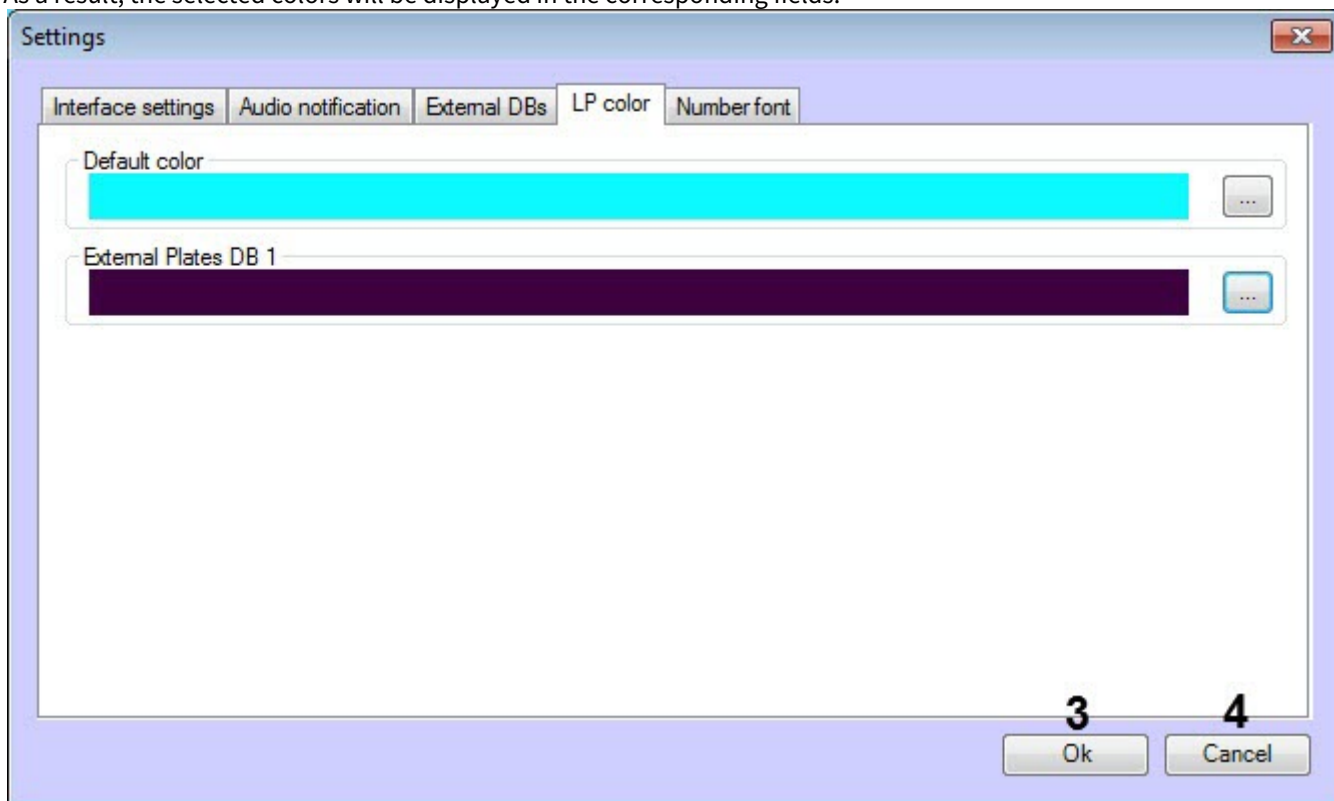 As a result, the selected colors will be displayed in the corresponding fields.
Settings
Interface settings Audio notification External DBs LP color Number font
Default color
...
External Plates DB 1
...
3 4
Ok Cancel